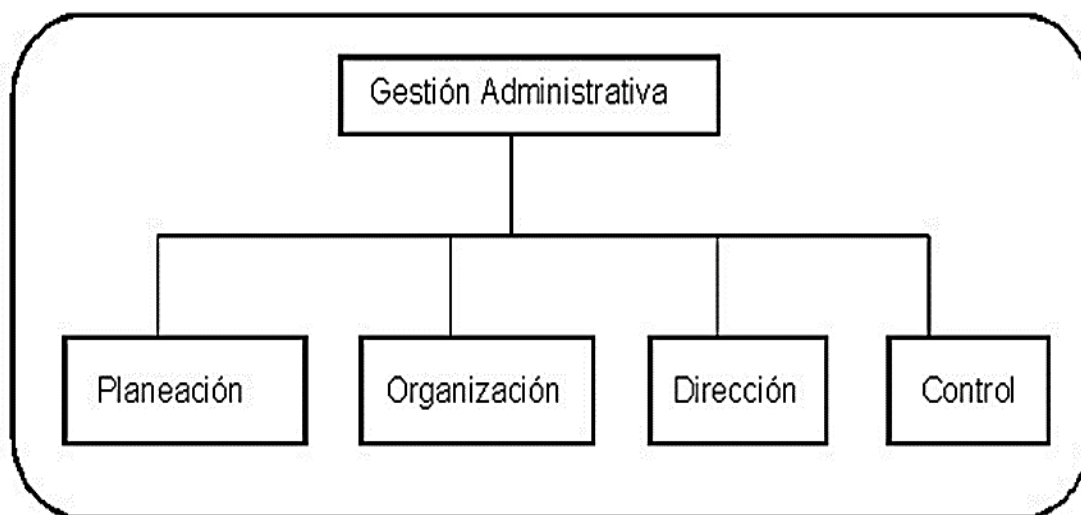 Gestión Administrativa
Planeación
Organización
Dirección
Control